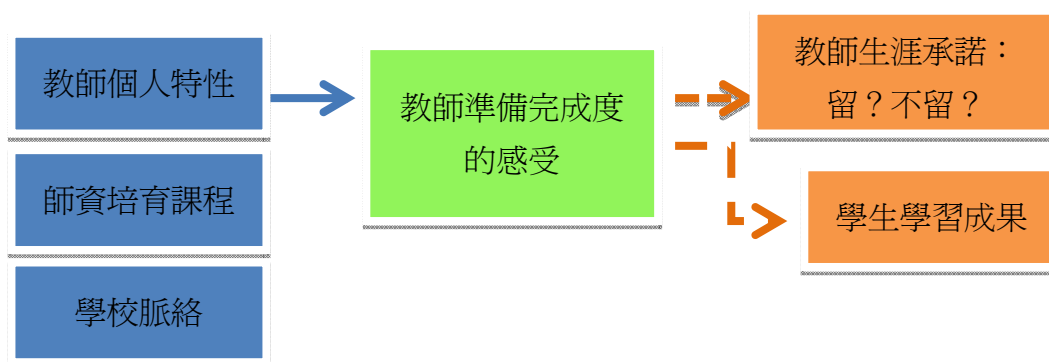 教師個人特性
師資培育課程
學校脈絡
教師準備完成度
的感受
教師生涯承諾：
留？不留？
學生學習成果